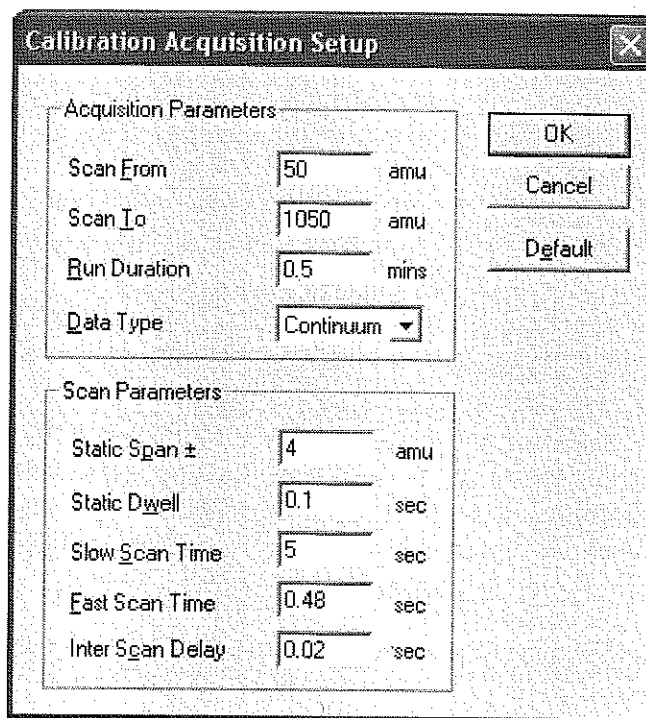 Calibration Acquisition Setup
Acquisition Parameters
Scan From 50 amu
Scan To 1050 amu
Run Duration 0.5 mins
Data Type Continuum
OK
Cancel
Default
Scan Parameters
Static Span ± 4 amu
Static Dwell 0.1 sec
Slow Scan Time 5 sec
Fast Scan Time 0.48 sec
Inter Scan Delay 0.02 sec